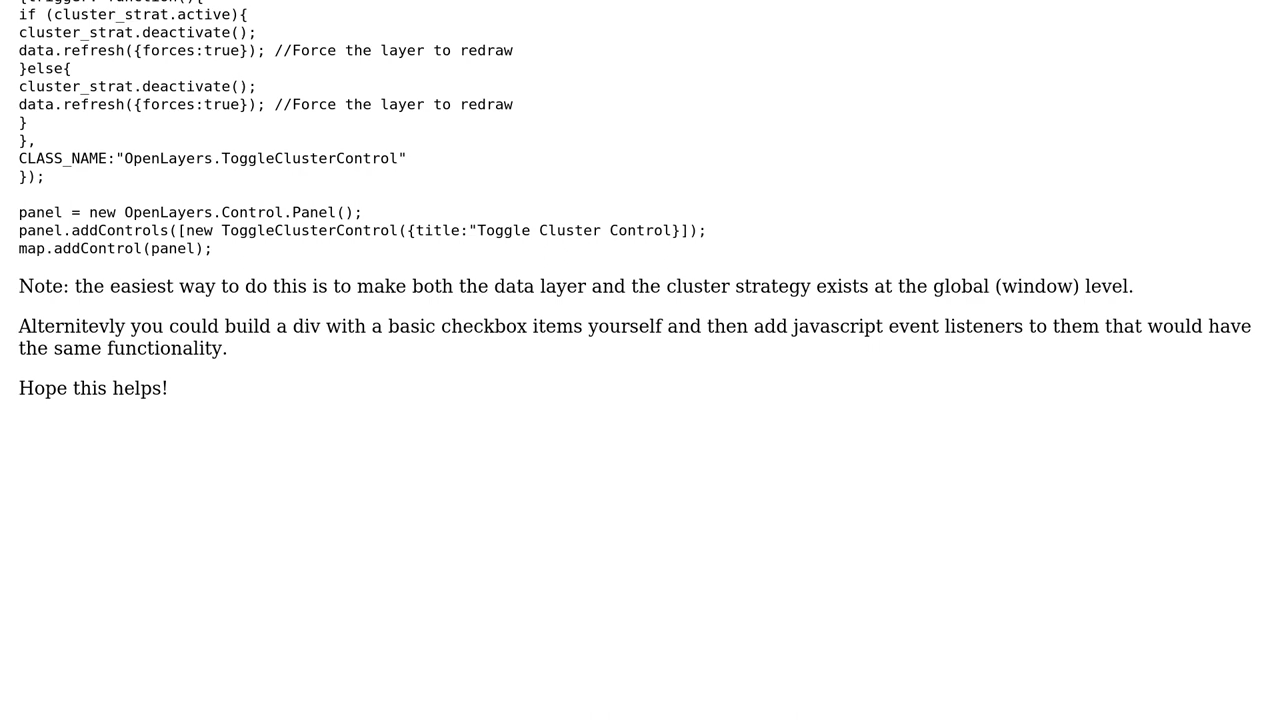 {trigger: function(){
if (cluster_strat.active){
cluster_strat.deactivate();
data.refresh({forces:true}); //Force the layer to redraw
}else{
cluster_strat.deactivate();
data.refresh({forces:true}); //Force the layer to redraw
}
},
CLASS_NAME:"OpenLayers.ToggleClusterControl"
});
panel = new OpenLayers.Control.Panel();
panel.addControls([new ToggleClusterControl({title:"Toggle Cluster Control}]);
map.addControl(panel);
Note: the easiest way to do this is to make both the data layer and the cluster strategy exists at the global (window) level.
Alternitevly you could build a div with a basic checkbox items yourself and then add javascript event listeners to them that would have
the same functionality.
Hope this helps!